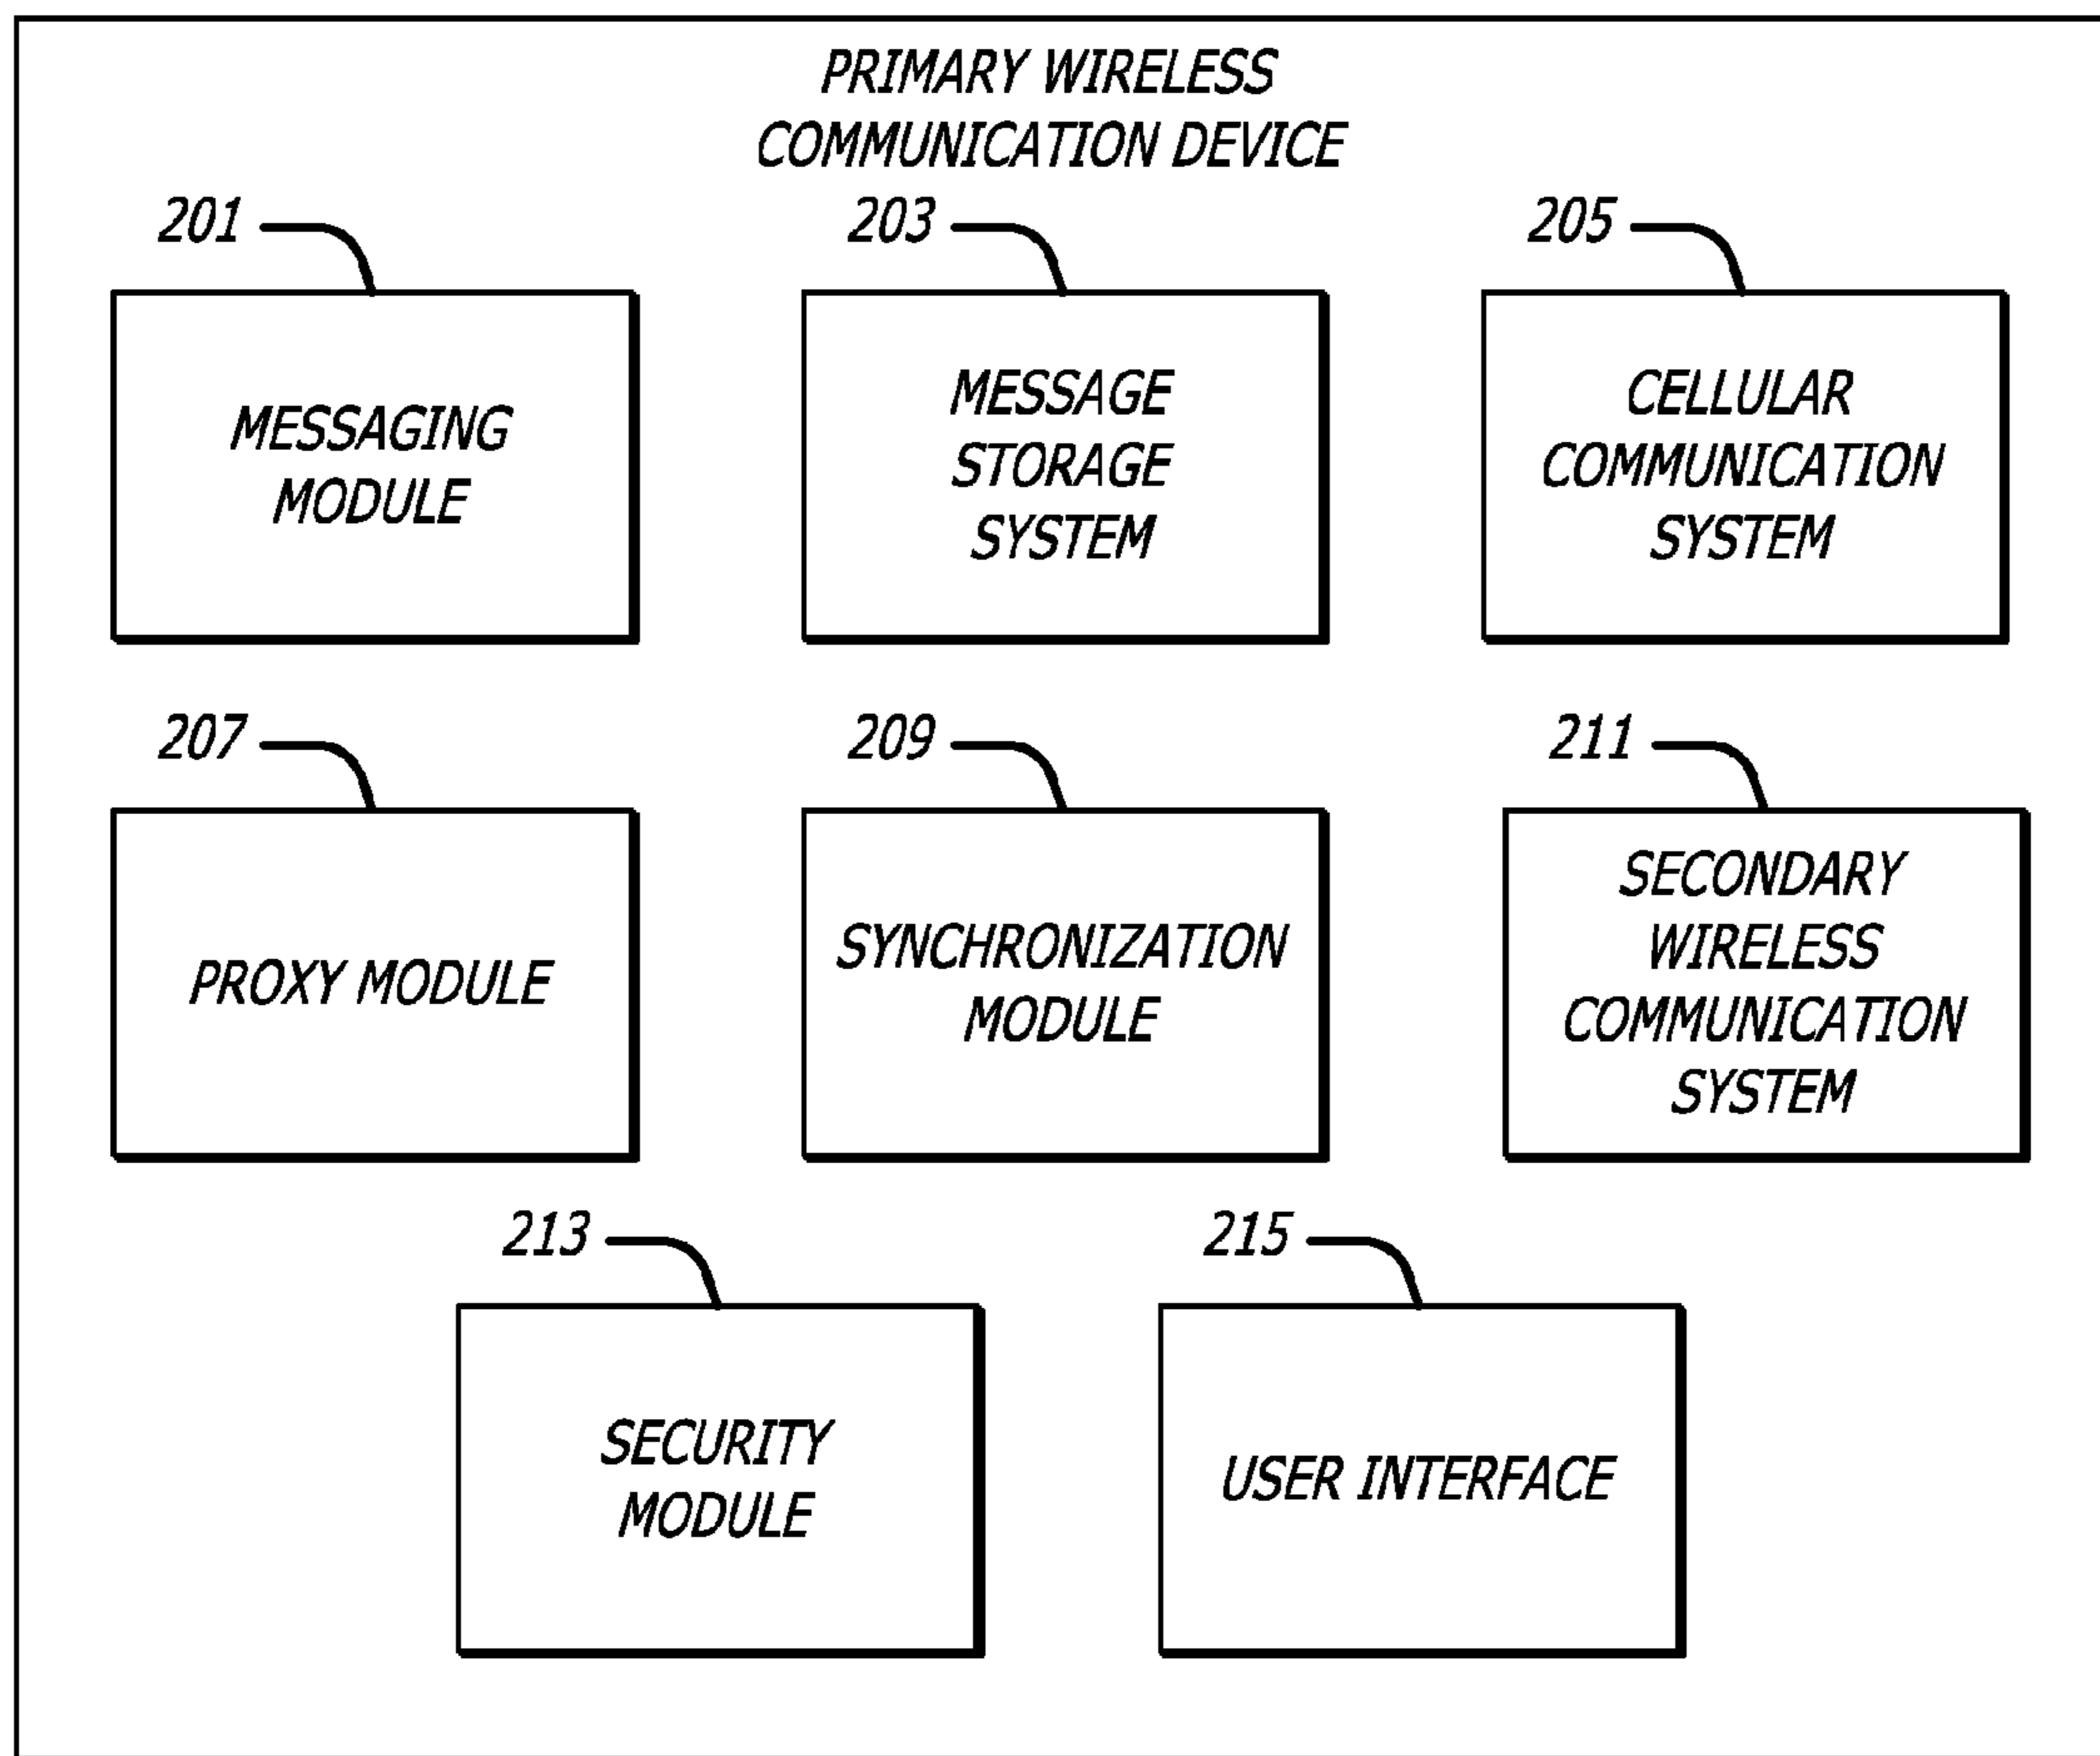 PRIMARY WIRELESS
COMMUNICATION DEVICE
201
203
205
MESSAGING
MODULE
MESSAGE
STORAGE
SYSTEM
CELLULAR
COMMUNICATION
SYSTEM
207
209
211
PROXY MODULE
SYNCHRONIZATION
MODULE
SECONDARY
WIRELESS
COMMUNICATION
SYSTEM
213
215
SECURITY
MODULE
USER INTERFACE